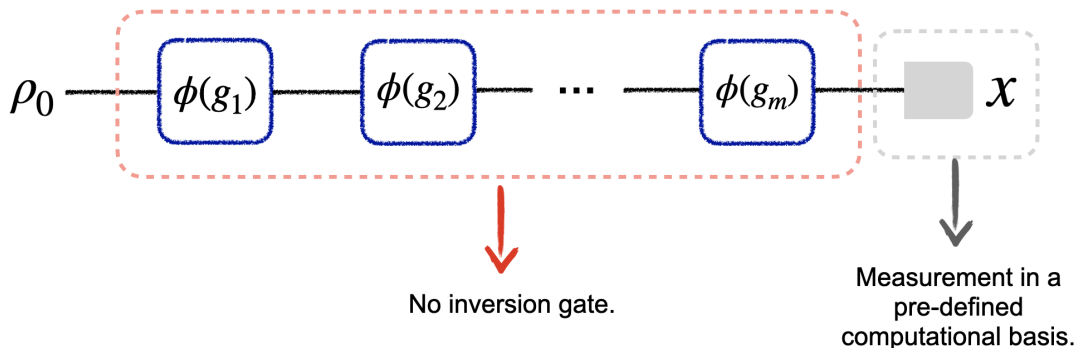 ρ₀ ϕ(g₁) ϕ(g₂) ··· ϕ(gₘ) x
No inversion gate.
Measurement in a
pre-defined
computational basis.